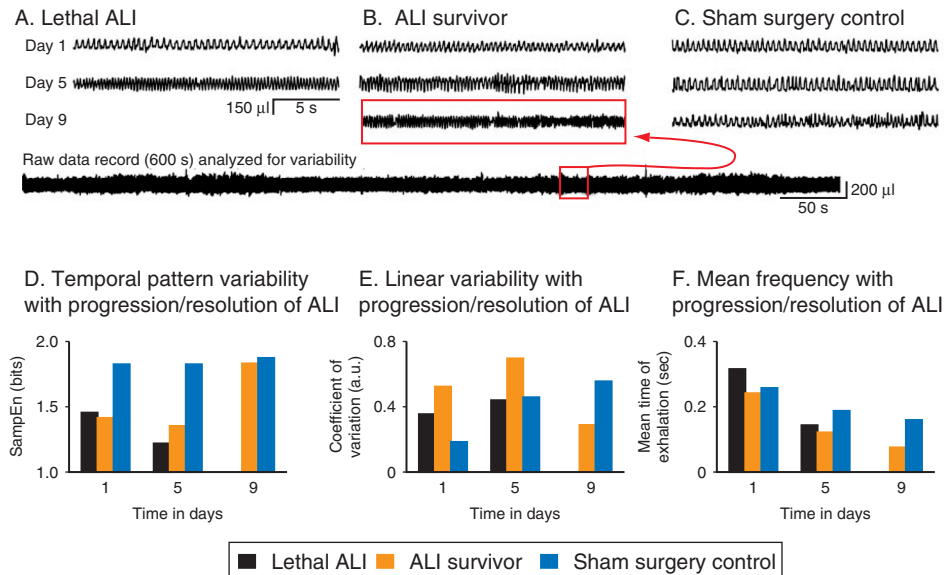 A. Lethal ALI
B. ALI survivor
C. Sham surgery control
Day 1
Day 5
150 µl
5 s
Day 9
Raw data record (600 s) analyzed for variability
200 µl
50 s
D. Temporal pattern variability
with progression/resolution of ALI
E. Linear variability with
progression/resolution of ALI
F. Mean frequency with
progression/resolution of ALI
SampEn (bits)
2.0
1.5
1.0
1 5 9
Time in days
Coefficient of
variation (a.u.)
0.8
0.4
0
1 5 9
Time in days
Mean time of
exhalation (sec)
0.4
0.2
0
1 5 9
Time in days
Lethal ALI ALI survivor Sham surgery control